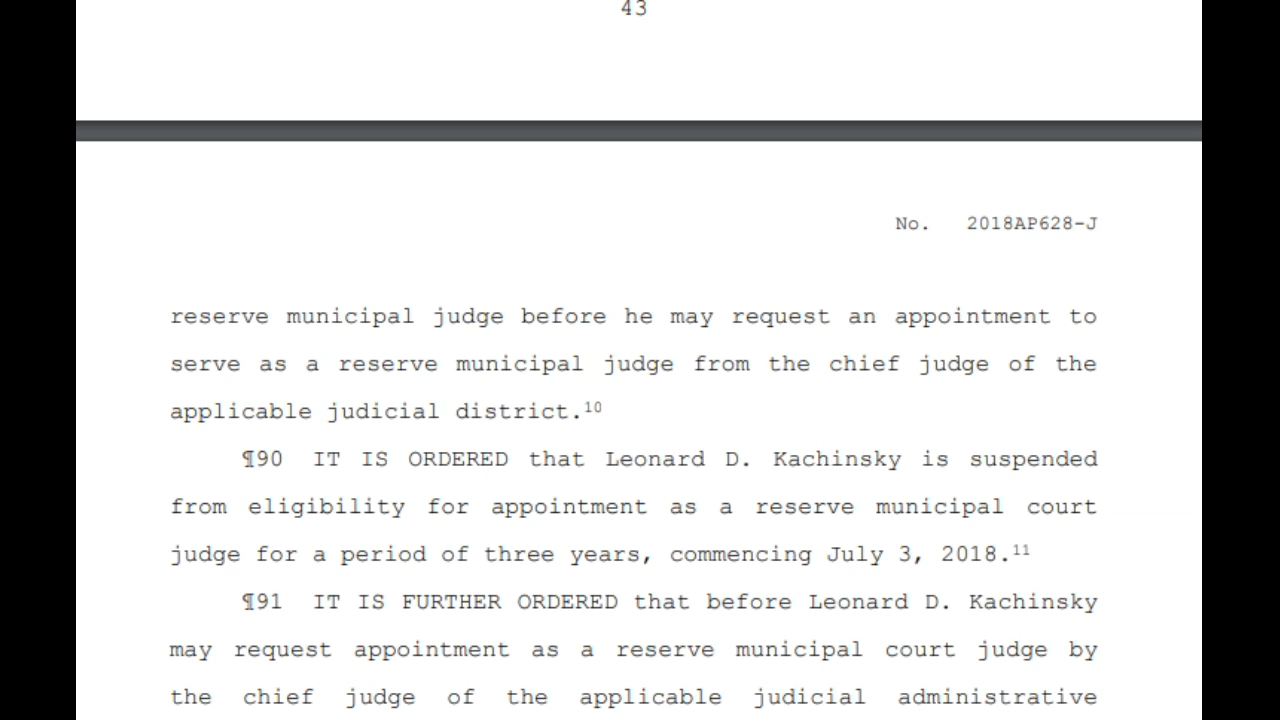 43
No. 2018AP628-J
reserve municipal judge before he may request an appointment to
serve as a reserve municipal judge from the chief judge of the
applicable judicial district.10
¶90 IT IS ORDERED that Leonard D. Kachinsky is suspended
from eligibility for appointment as a reserve municipal court
judge for a period of three years, commencing July 3, 2018.11
¶91 IT IS FURTHER ORDERED that before Leonard D. Kachinsky
may request appointment as a reserve municipal court judge by
the chief judge of the applicable judicial administrative